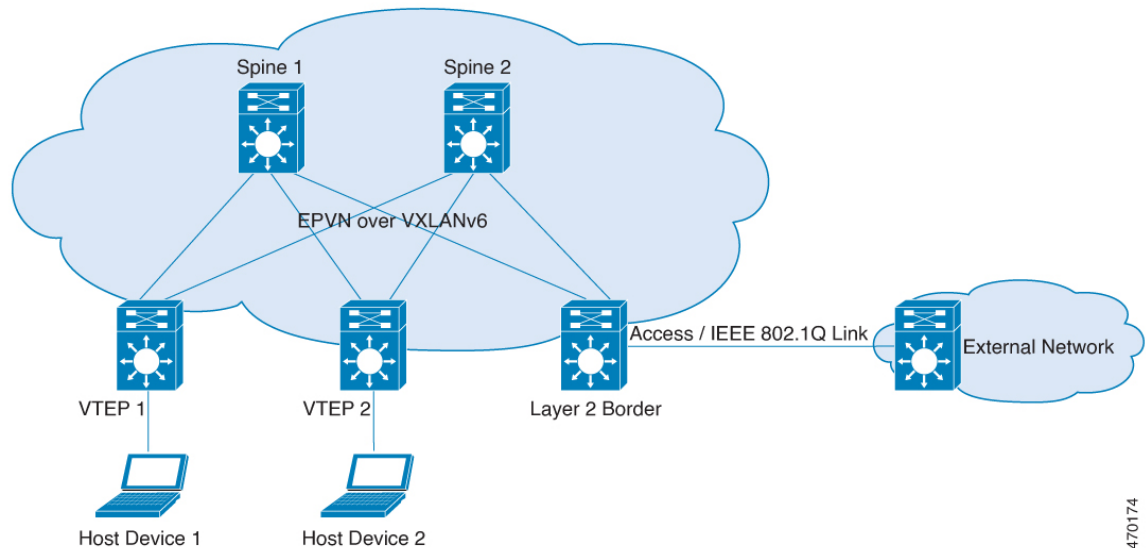 Spine 1
Spine 2
EPVN over VXLANv6
Access / IEEE 802.1Q Link
External Network
VTEP 1
VTEP 2
Layer 2 Border
Host Device 1
Host Device 2
470174